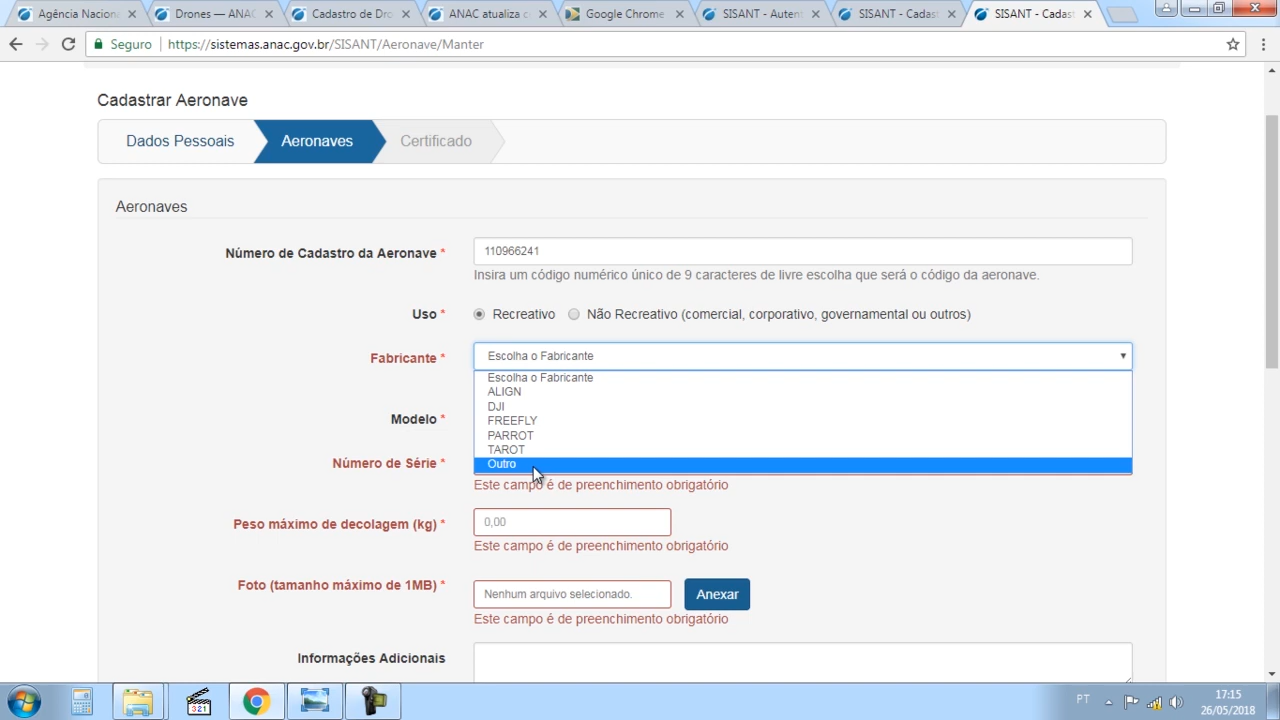 Agência Naciona
Drones — ANAC
Cadastro de Dro
ANAC atualiza c
Google Chrome
SISANT - Auten
SISANT - Cadas
SISANT - Cadas
Seguro
https://sistemas.anac.gov.br/SISANT/Aeronave/Manter
Cadastrar Aeronave
Dados Pessoais
Aeronaves
Certificado
Aeronaves
Número de Cadastro da Aeronave *
110966241
Insira um código numérico único de 9 caracteres de livre escolha que será o código da aeronave.
Uso *
Recreativo
Não Recreativo (comercial, corporativo, governamental ou outros)
Fabricante *
Escolha o Fabricante
Escolha o Fabricante
ALIGN
DJI
FREEFLY
PARROT
TAROT
Outro
Modelo *
Número de Série *
Este campo é de preenchimento obrigatório
Peso máximo de decolagem (kg) *
0,00
Este campo é de preenchimento obrigatório
Foto (tamanho máximo de 1MB) *
Nenhum arquivo selecionado.
Anexar
Este campo é de preenchimento obrigatório
Informações Adicionais
321
PT
17:15
26/05/2018